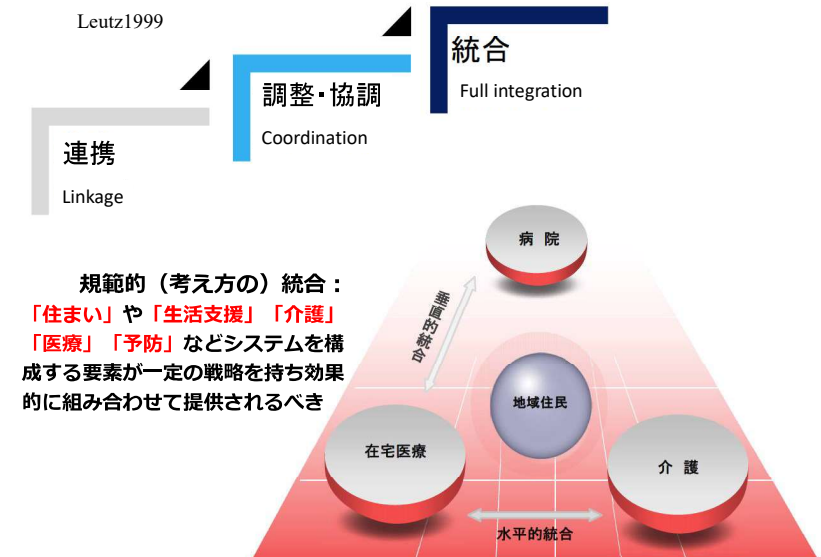 Leutz1999
統合
Full integration
調整・協調
Coordination
連携
Linkage
規範的（考え方の）統合：
「住まい」や「生活支援」「介護」
「医療」「予防」などシステムを構
成する要素が一定の戦略を持ち効果
的に組み合わせて提供されるべき
病院
垂直的統合
地域住民
在宅医療
介護
水平的統合